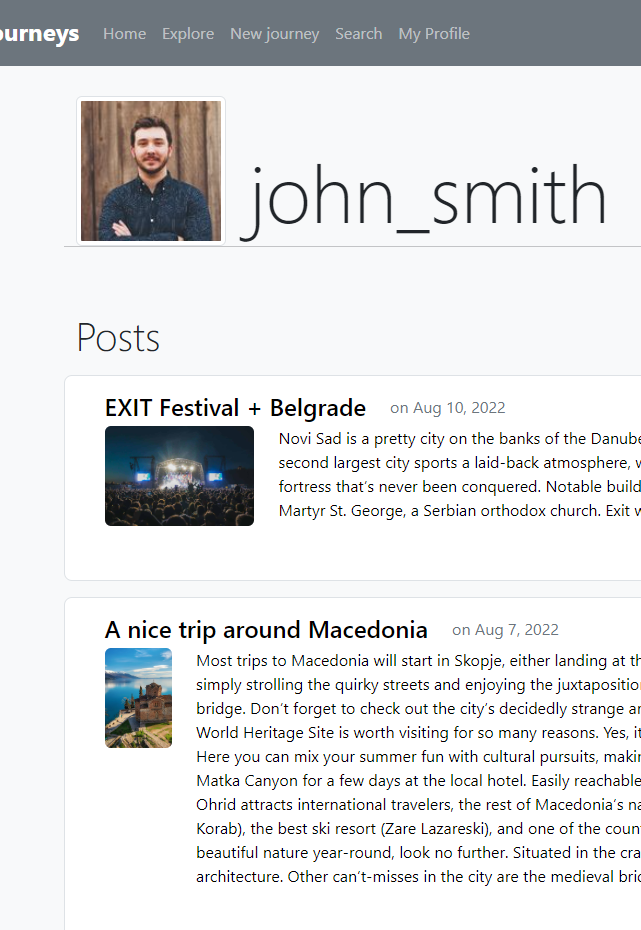 ourneys Home Explore New journey Search My Profile
john_smith
Posts
EXIT Festival + Belgrade on Aug 10, 2022
Novi Sad is a pretty city on the banks of the Danube
second largest city sports a laid-back atmosphere,
fortress that's never been conquered. Notable build
Martyr St. George, a Serbian orthodox church. Exit
A nice trip around Macedonia on Aug 7, 2022
Most trips to Macedonia will start in Skopje, either landing at th
simply strolling the quirky streets and enjoying the juxtapositio
bridge. Don't forget to check out the city's decidedly strange a
World Heritage Site is worth visiting for so many reasons. Yes, it
Here you can mix your summer fun with cultural pursuits, makin
Matka Canyon for a few days at the local hotel. Easily reachable
Ohrid attracts international travelers, the rest of Macedonia's na
Korab), the best ski resort (Zare Lazareski), and one of the coun
beautiful nature year-round, look no further. Situated in the cra
architecture. Other can't-misses in the city are the medieval bri